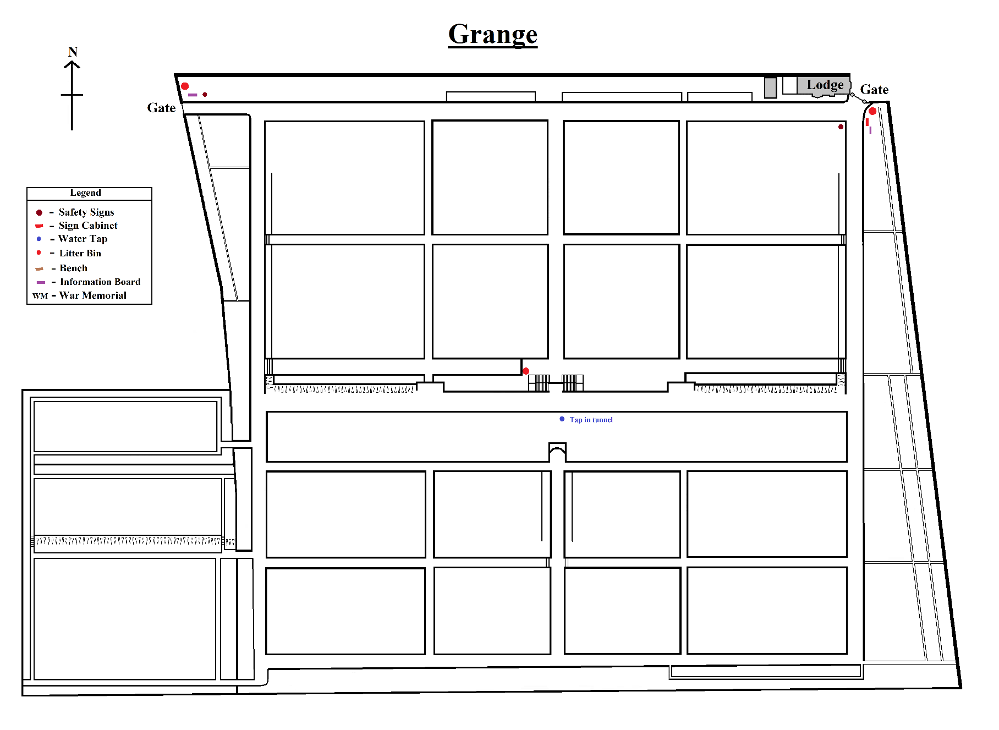 Grange
N
Lodge
Gate
Gate
Legend
- Safety Signs
- Sign Cabinet
- Water Tap
- Litter Bin
- Bench
- Information Board
WM - War Memorial
Tap in tunnel